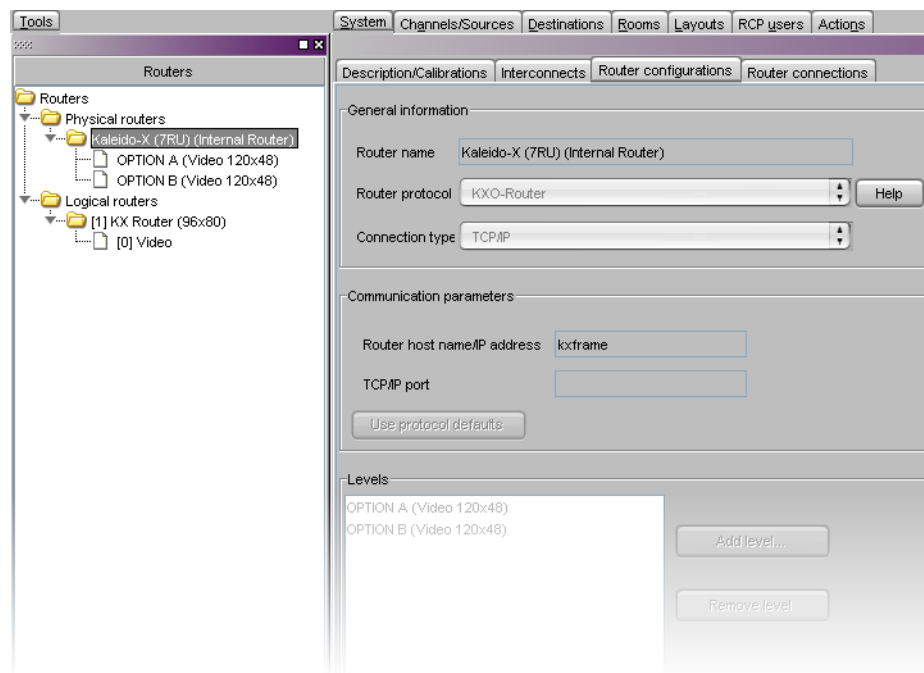 Tools
System Channels/Sources Destinations Rooms Layouts RCP users Actions
Routers
Routers
Physical routers
Kaleido-X (7RU) (Internal Router)
OPTION A (Video 120x48)
OPTION B (Video 120x48)
Logical routers
[1] KX Router (96x80)
[0] Video
Description/Calibrations Interconnects Router configurations Router connections
General information
Router name Kaleido-X (7RU) (Internal Router)
Router protocol KXO-Router Help
Connection type TCP/IP
Communication parameters
Router host name/IP address kxframe
TCP/IP port
Use protocol defaults
Levels
OPTION A (Video 120x48)
OPTION B (Video 120x48)
Add level...
Remove level